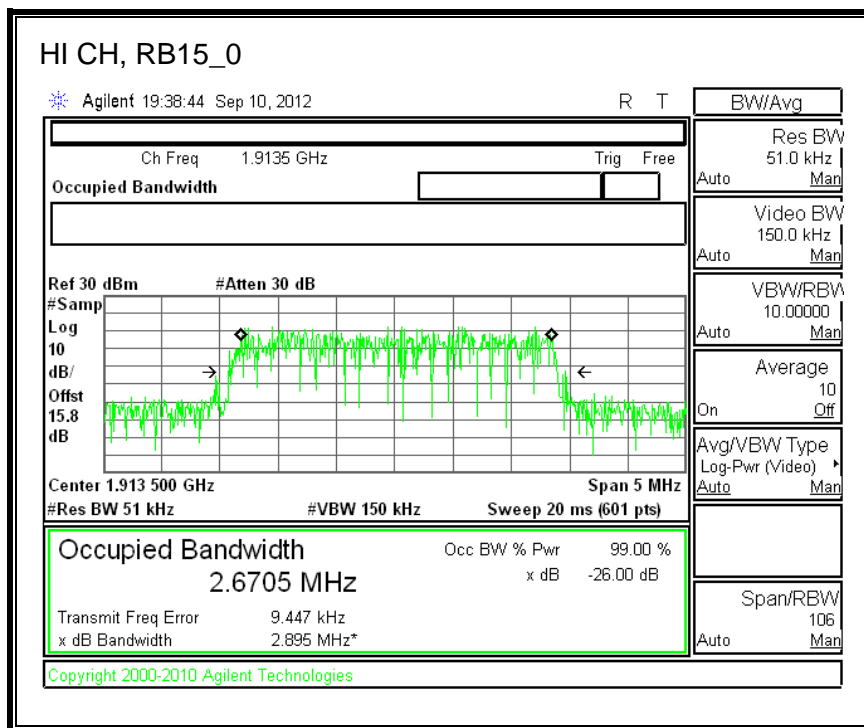 HI CH, RB15_0
Agilent 19:38:44 Sep 10, 2012 R T
Ch Freq 1.9135 GHz Trig Free
Occupied Bandwidth
Ref 30 dBm #Atten 30 dB
#Samp
Log
10
dB/
Offst
15.8
dB
Center 1.913 500 GHz Span 5 MHz
#Res BW 51 kHz #VBW 150 kHz Sweep 20 ms (601 pts)
Occupied Bandwidth Occ BW % Pwr 99.00 %
2.6705 MHz x dB -26.00 dB
Transmit Freq Error 9.447 kHz
x dB Bandwidth 2.895 MHz*
Copyright 2000-2010 Agilent Technologies
BW/Avg
Res BW
51.0 kHz
Auto Man
Video BW
150.0 kHz
Auto Man
VBW/RBW
10.00000
Auto Man
Average
10
On Off
Avg/VBW Type
Log-Pwr (Video)
Auto Man
Span/RBW
106
Auto Man